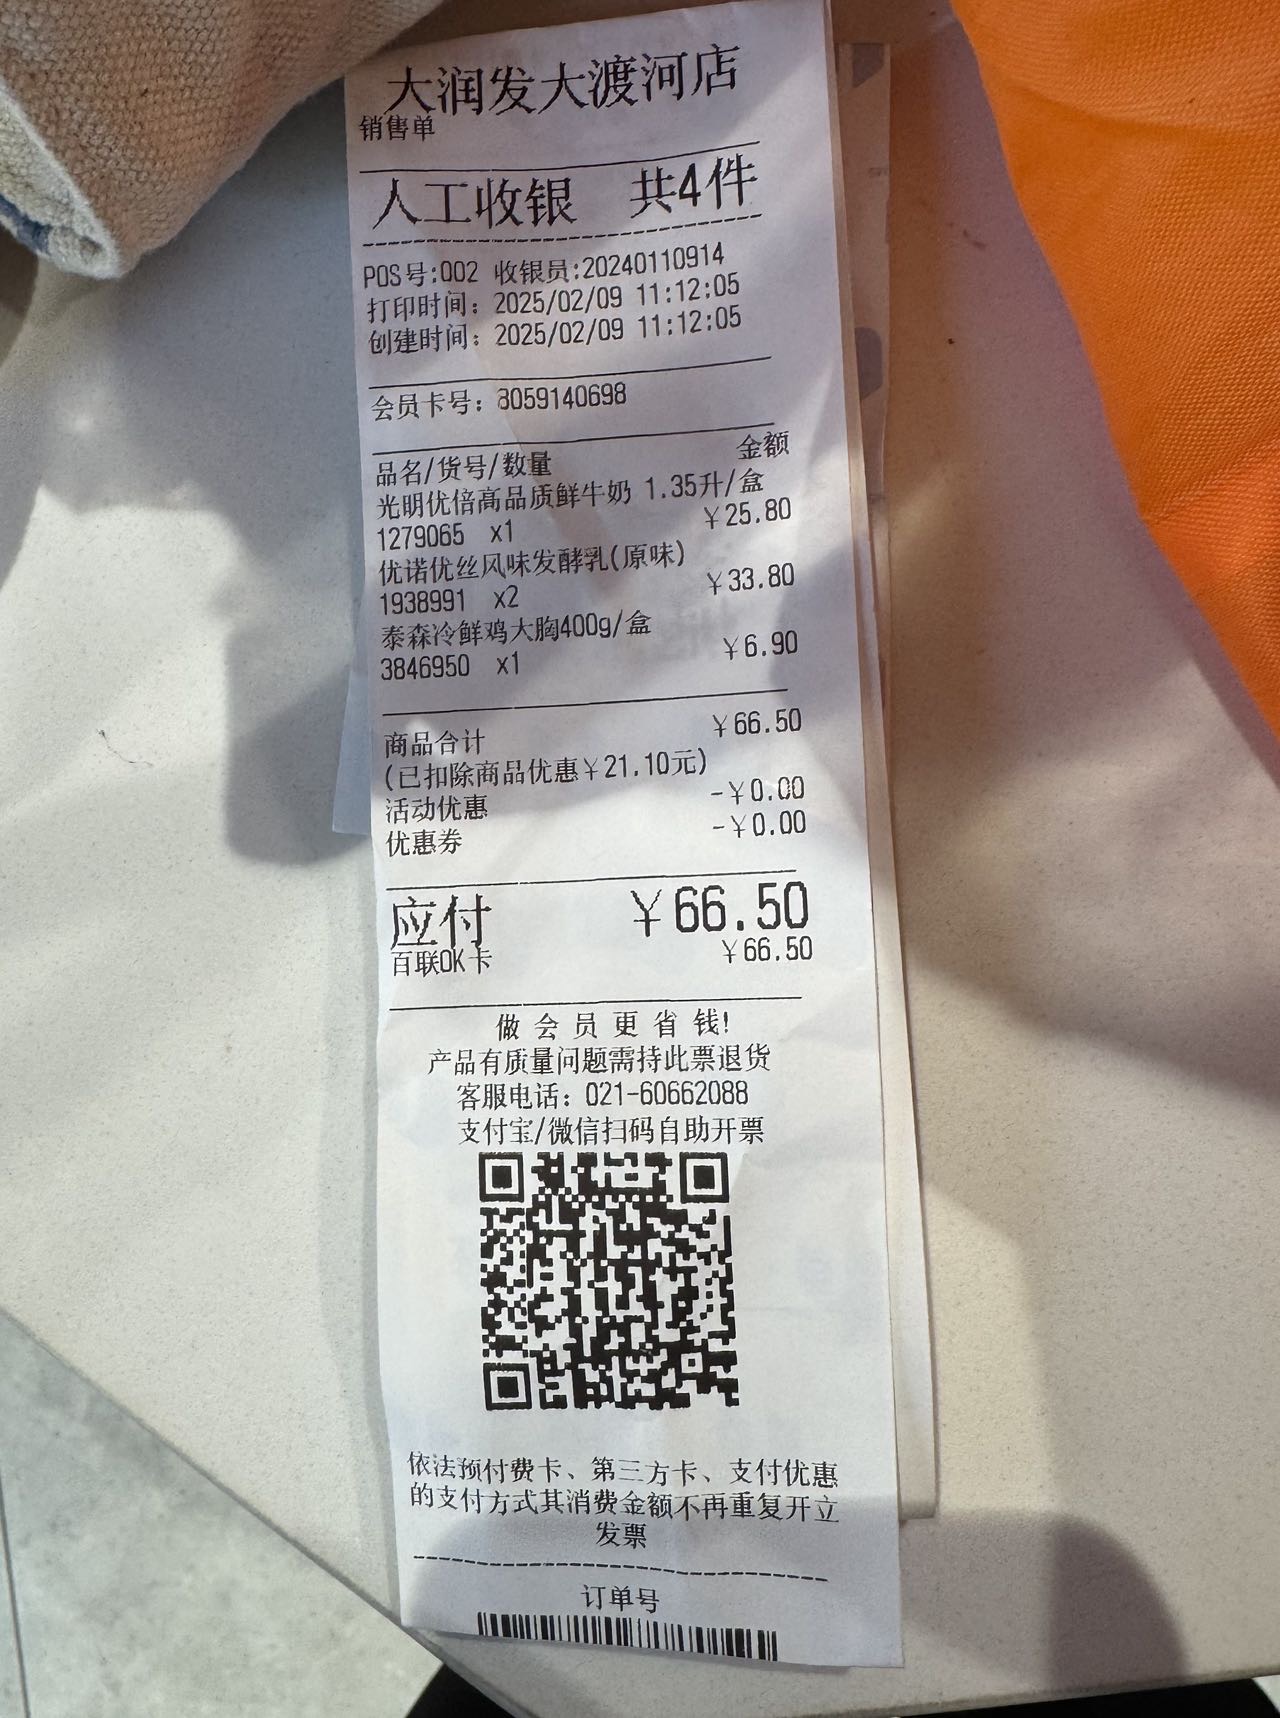 大润发大渡河店
销售单
人工收银 共4件
POS号:002 收银员:20240110914
打印时间: 2025/02/09 11:12:05
创建时间: 2025/02/09 11:12:05
会员卡号: 8059140698
品名/货号/数量 金额
光明优倍高品质鲜牛奶 1.35升/盒
1279065 x1 ￥25.80
优诺优丝风味发酵乳(原味)
1938991 x2 ￥33.80
泰森冷鲜鸡大胸400g/盒
3846950 x1 ￥6.90
商品合计 ￥66.50
(已扣除商品优惠￥21.10元)
活动优惠 -￥0.00
优惠券 -￥0.00
应付 ￥66.50
百联OK卡 ￥66.50
做会员更省钱!
产品有质量问题需持此票退货
客服电话: 021-60662088
支付宝/微信扫码自助开票
依法预付费卡、第三方卡、支付优惠
的支付方式其消费金额不再重复开立
发票
订单号